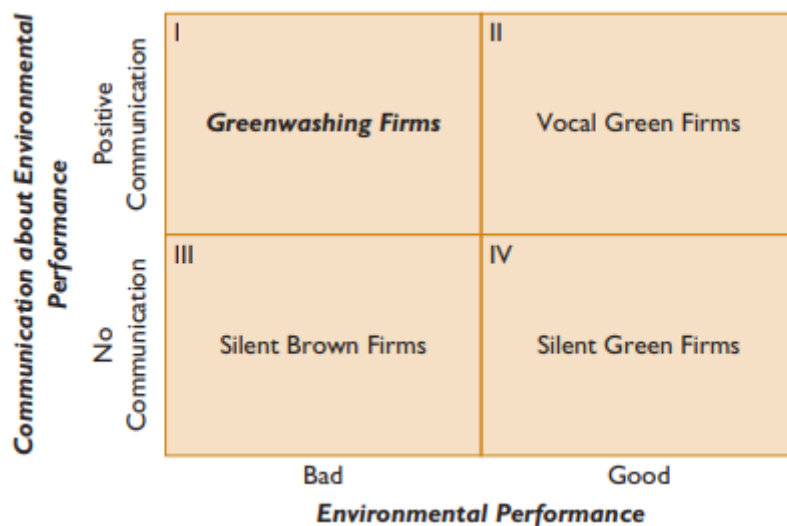 Communication about Environmental
Performance
Positive
Communication
No
Communication
I
Greenwashing Firms
II
Vocal Green Firms
III
Silent Brown Firms
IV
Silent Green Firms
Bad
Good
Environmental Performance